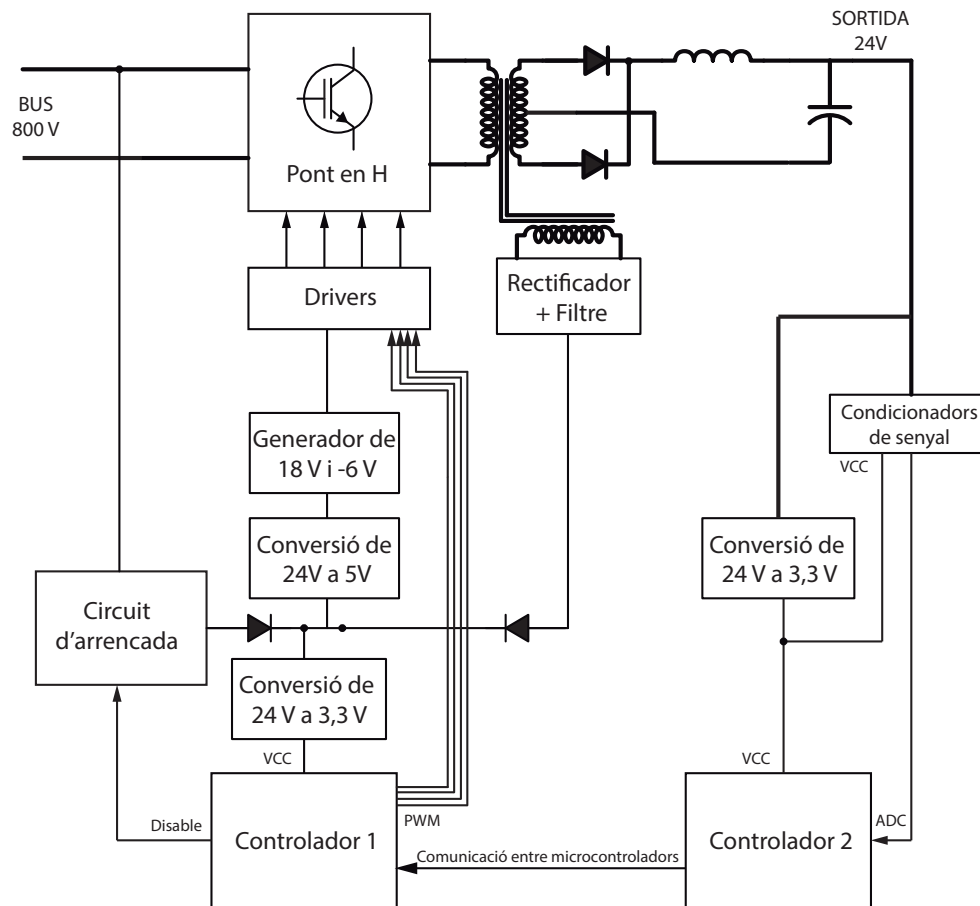 SORTIDA
24V
BUS
800 V
Pont en H
Drivers
Rectificador
+ Filtre
Generador de
18 V i -6 V
Condicionadors
de senyal
VCC
Conversió de
24V a 5V
Conversió de
24 V a 3,3 V
Circuit
d'arrencada
Conversió de
24 V a 3,3 V
VCC
VCC
Disable
Controlador 1
PWM
Comunicació entre microcontroladors
Controlador 2
ADC